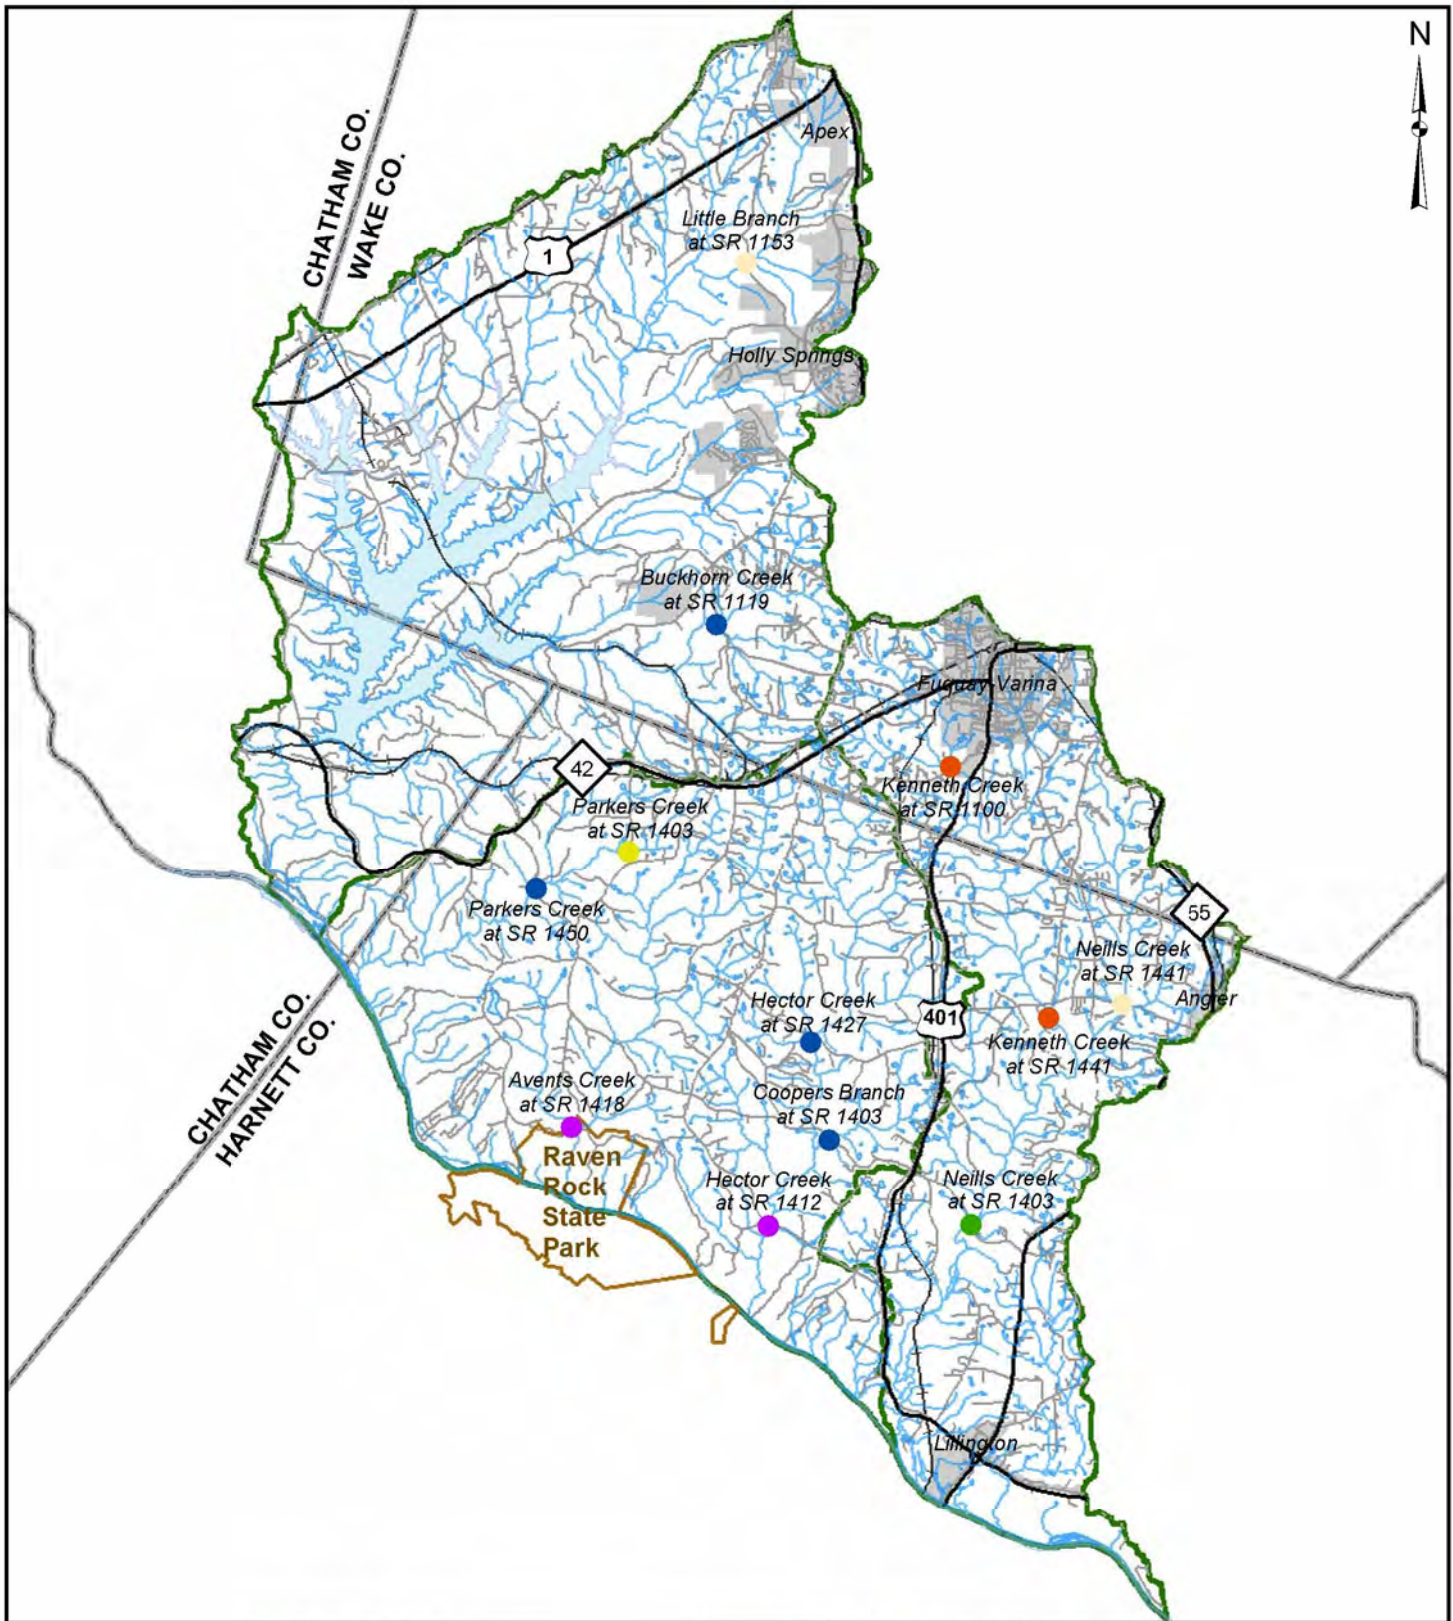 N
CHATHAM CO.
WAKE CO.
Apex
Little Branch
at SR 1153
1
Holly Springs
Buckhorn Creek
at SR 1119
Fuquay-Varina
42
Kenneth Creek
at SR 1100
Parkers Creek
at SR 1403
Parkers Creek
at SR 1450
55
Neills Creek
at SR 1441
Angier
Hector Creek
at SR 1427
401
Kenneth Creek
at SR 1441
CHATHAM CO.
HARNETT CO.
Avents Creek
at SR 1418
Coopers Branch
at SR 1403
Raven
Rock
State
Park
Hector Creek
at SR 1412
Neills Creek
at SR 1403
Lillington